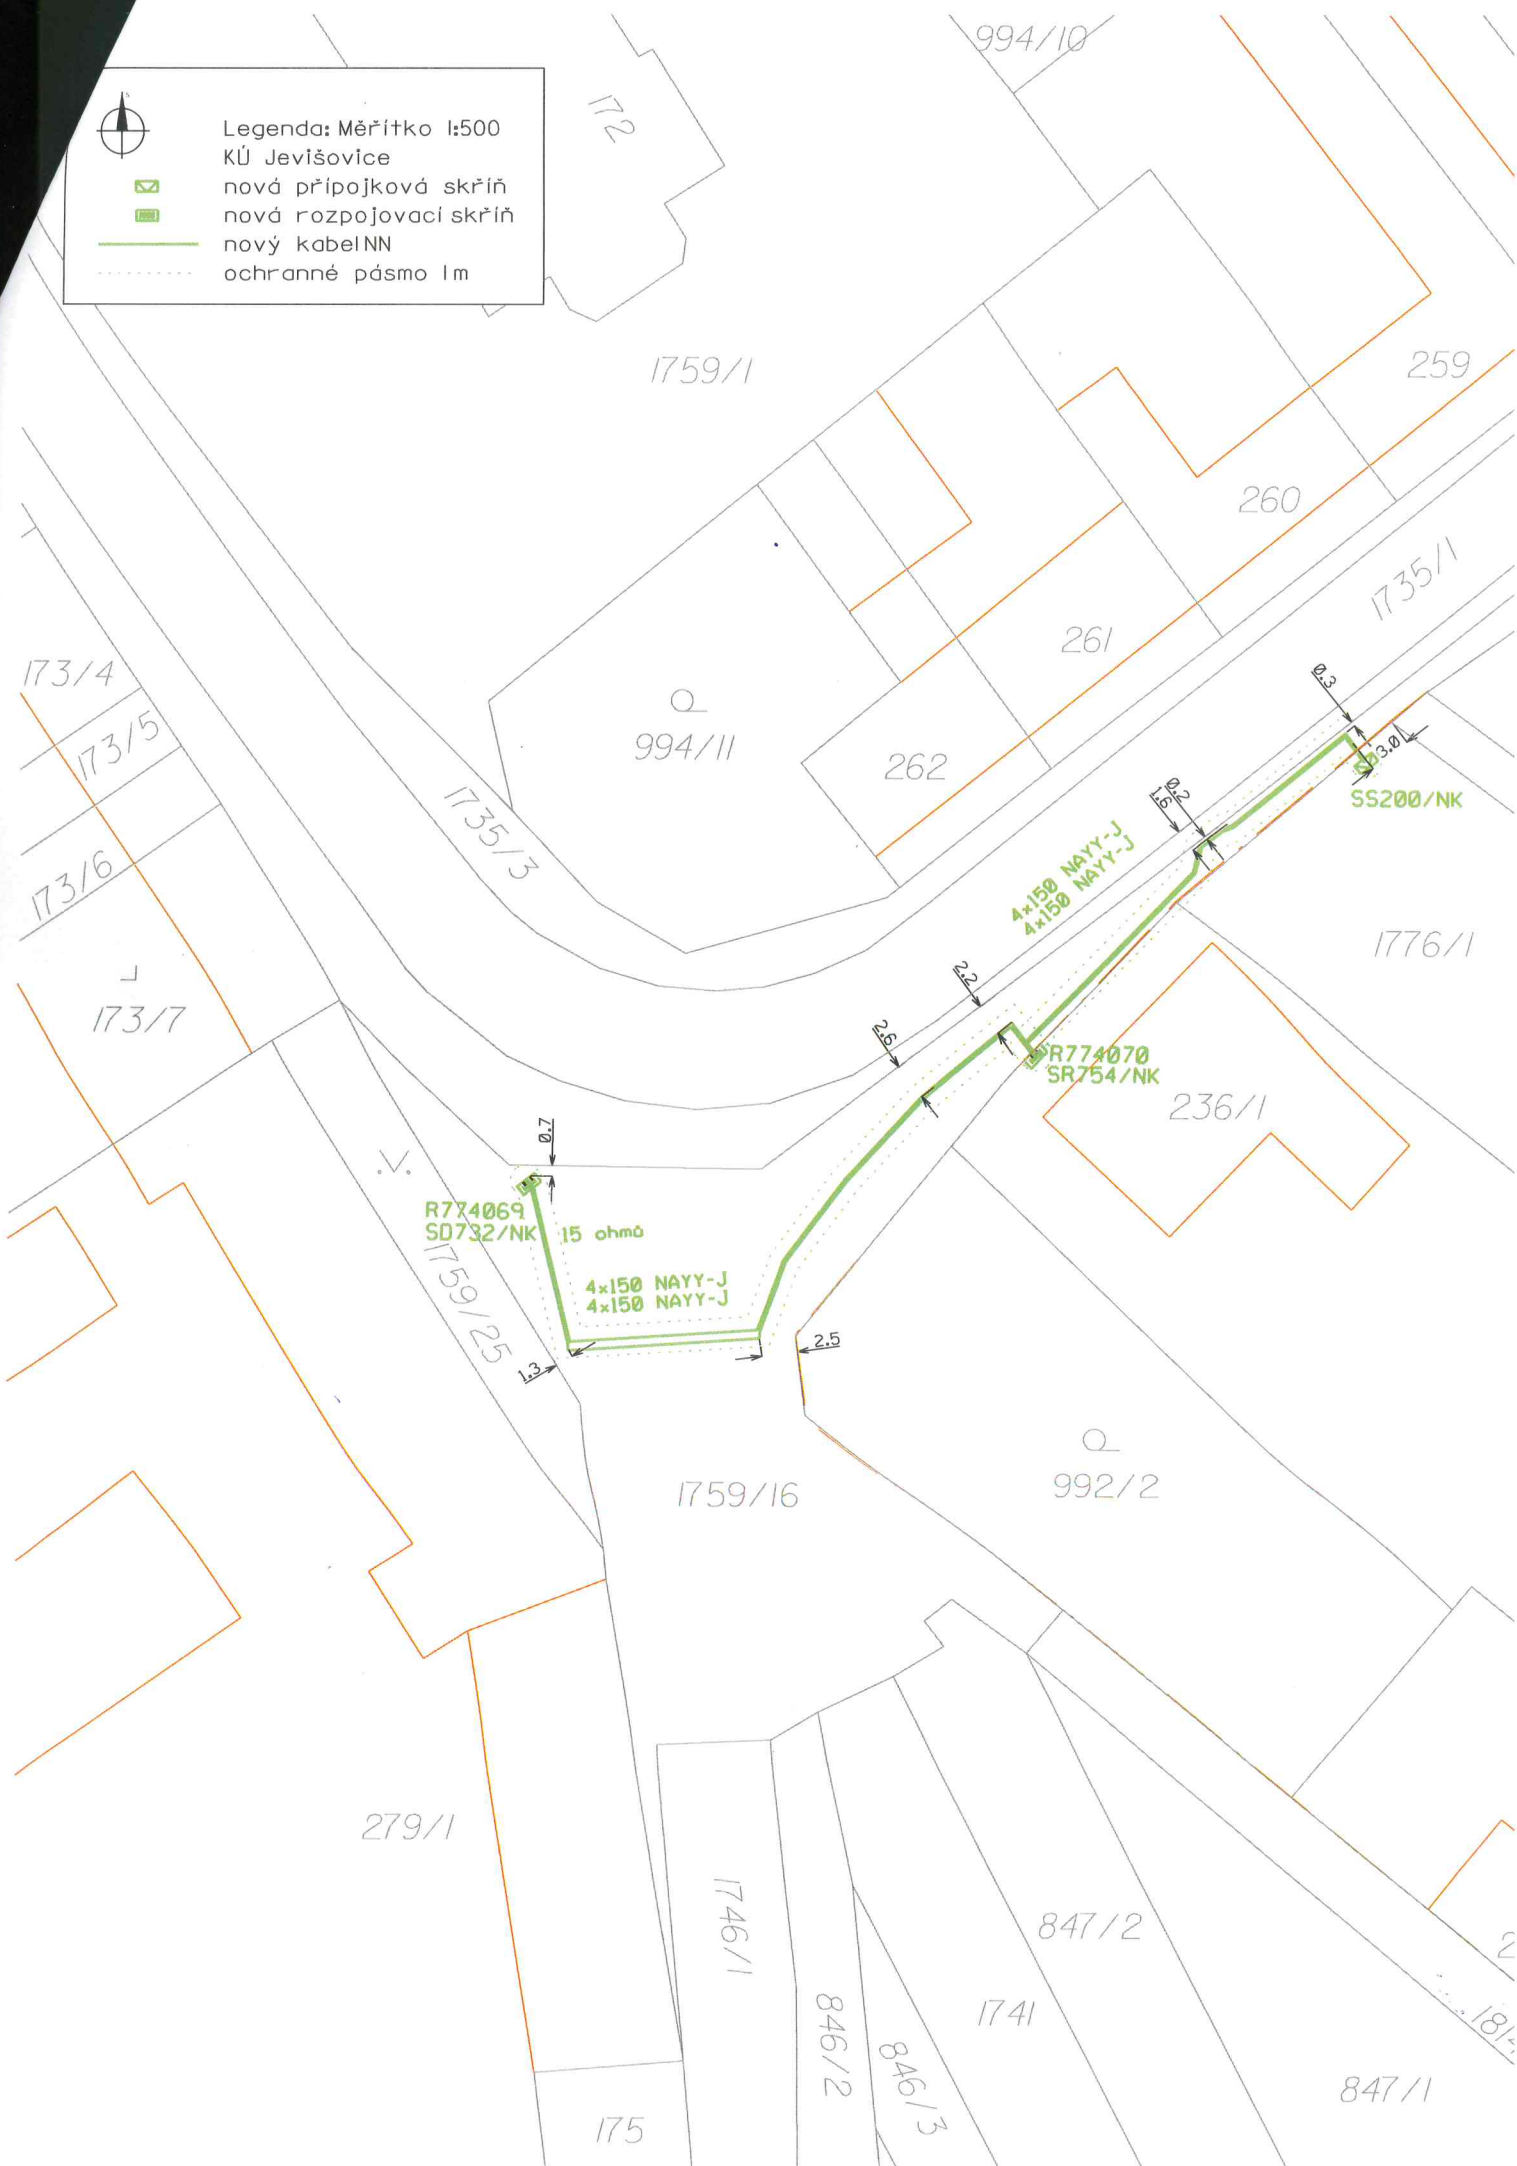 994/10
Legenda: Měřítko 1:500
KÚ Jevišovice
nová přípojková skříň
nová rozpojovací skříň
nový kabel NN
ochranné pásmo 1m
172
1759/1
259
260
1735/1
261
173/4
173/5
994/11
262
0.3
3.0
SS200/NK
0.2
1.6
1735/3
173/6
4x150 NAYY-J
4x150 NAYY-J
1776/1
2.2
173/7
2.6
R774070
SR754/NK
236/1
0.7
R774069
SD732/NK
15 ohmů
1759/25
4x150 NAYY-J
4x150 NAYY-J
1.3
2.5
992/2
1759/16
279/1
1746/1
847/2
846/2
1741
846/3
847/1
175